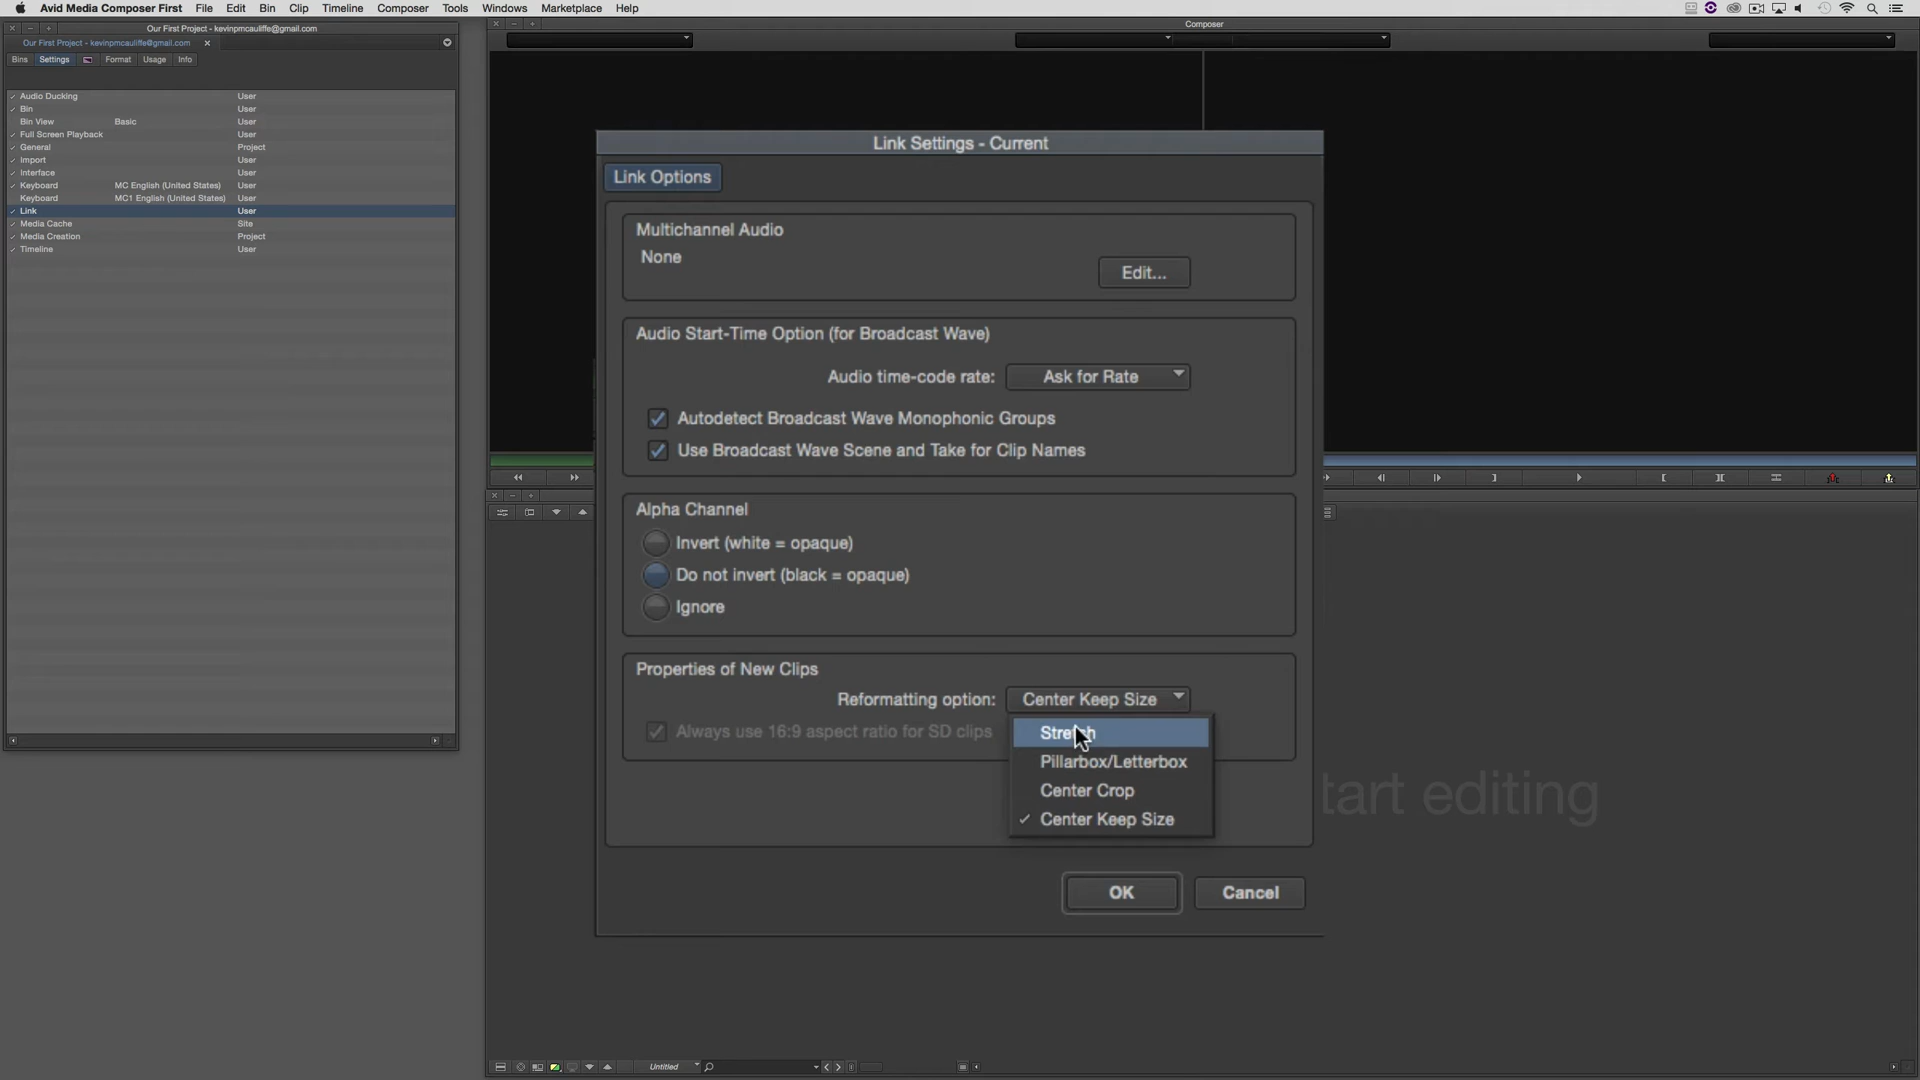 Avid Media Composer First File Edit Bin Clip Timeline Composer Tools Windows Marketplace Help
Our First Project - kevinpmcauliffe@gmail.com
Our First Project - kevinpmcauliffe@gmail.com
Bins Settings Format Usage Info
✓ Audio Ducking User
✓ Bin User
Bin View Basic User
✓ Full Screen Playback User
✓ General Project
✓ Import User
✓ Interface User
✓ Keyboard MC English (United States) User
Keyboard MC1 English (United States) User
✓ Link User
✓ Media Cache Site
✓ Media Creation Project
✓ Timeline User
Composer
Link Settings - Current
Link Options
Multichannel Audio
None
Edit...
Audio Start-Time Option (for Broadcast Wave)
Audio time-code rate: Ask for Rate
Autodetect Broadcast Wave Monophonic Groups
Use Broadcast Wave Scene and Take for Clip Names
Alpha Channel
Invert (white = opaque)
Do not invert (black = opaque)
Ignore
Properties of New Clips
Reformatting option: Center Keep Size
Always use 16:9 aspect ratio for SD clips
Stretch
Pillarbox/Letterbox
Center Crop
✓ Center Keep Size
OK Cancel
tart editing
Untitled